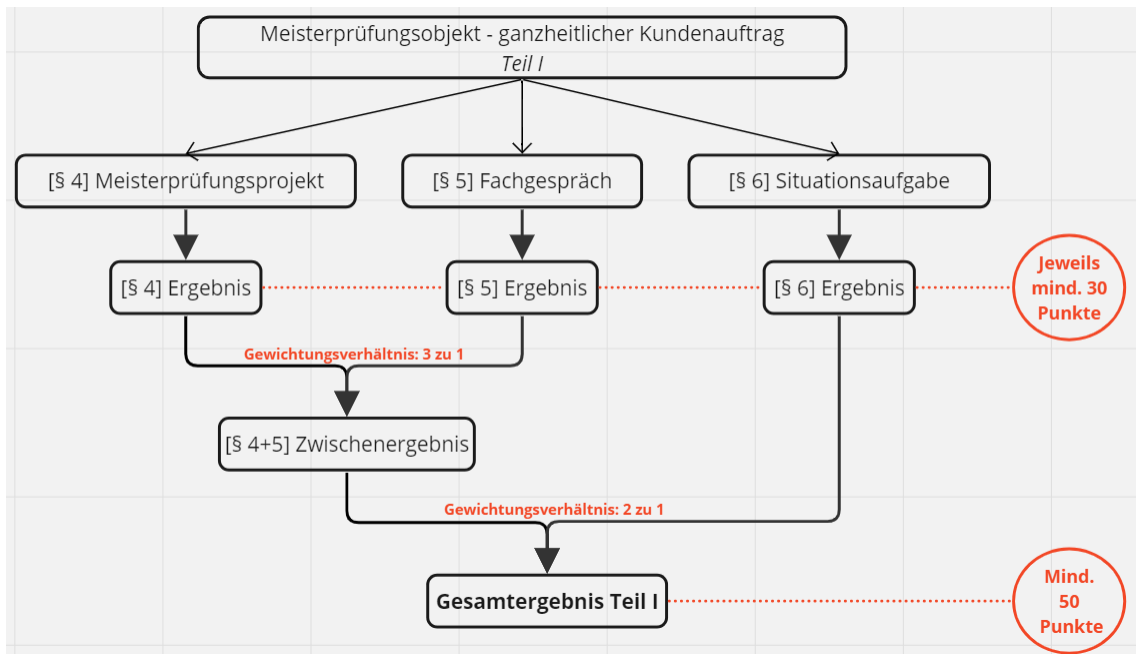 Meisterprüfungsobjekt - ganzheitlicher Kundenauftrag
Teil I
[§ 4] Meisterprüfungsprojekt
[§ 5] Fachgespräch
[§ 6] Situationsaufgabe
[§ 4] Ergebnis
[§ 5] Ergebnis
[§ 6] Ergebnis
Jeweils
mind. 30
Punkte
Gewichtungsverhältnis: 3 zu 1
[§ 4+5] Zwischenergebnis
Gewichtungsverhältnis: 2 zu 1
Gesamtergebnis Teil I
Mind.
50
Punkte